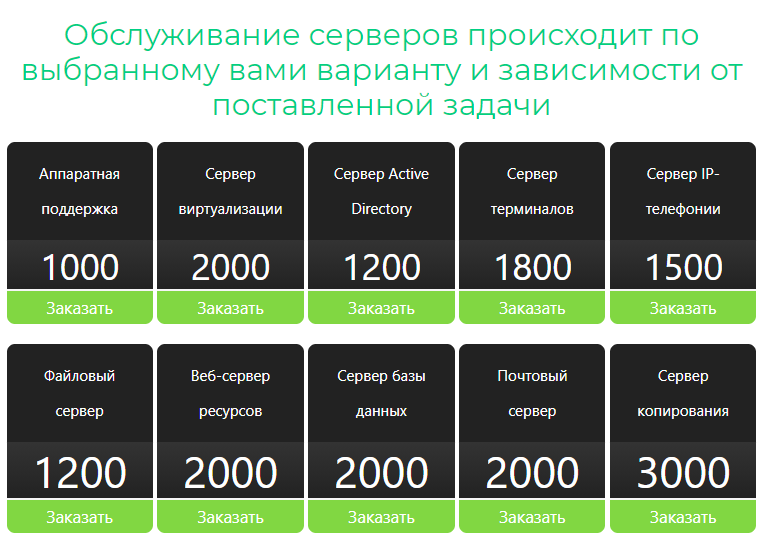 Обслуживание серверов происходит по
выбранному вами варианту и зависимости от
поставленной задачи
Аппаратная
поддержка
1000
Заказать
Сервер
виртуализации
2000
Заказать
Сервер Active
Directory
1200
Заказать
Сервер
терминалов
1800
Заказать
Сервер IP-
телефонии
1500
Заказать
Файловый
сервер
1200
Заказать
Веб-сервер
ресурсов
2000
Заказать
Сервер базы
данных
2000
Заказать
Почтовый
сервер
2000
Заказать
Сервер
копирования
3000
Заказать